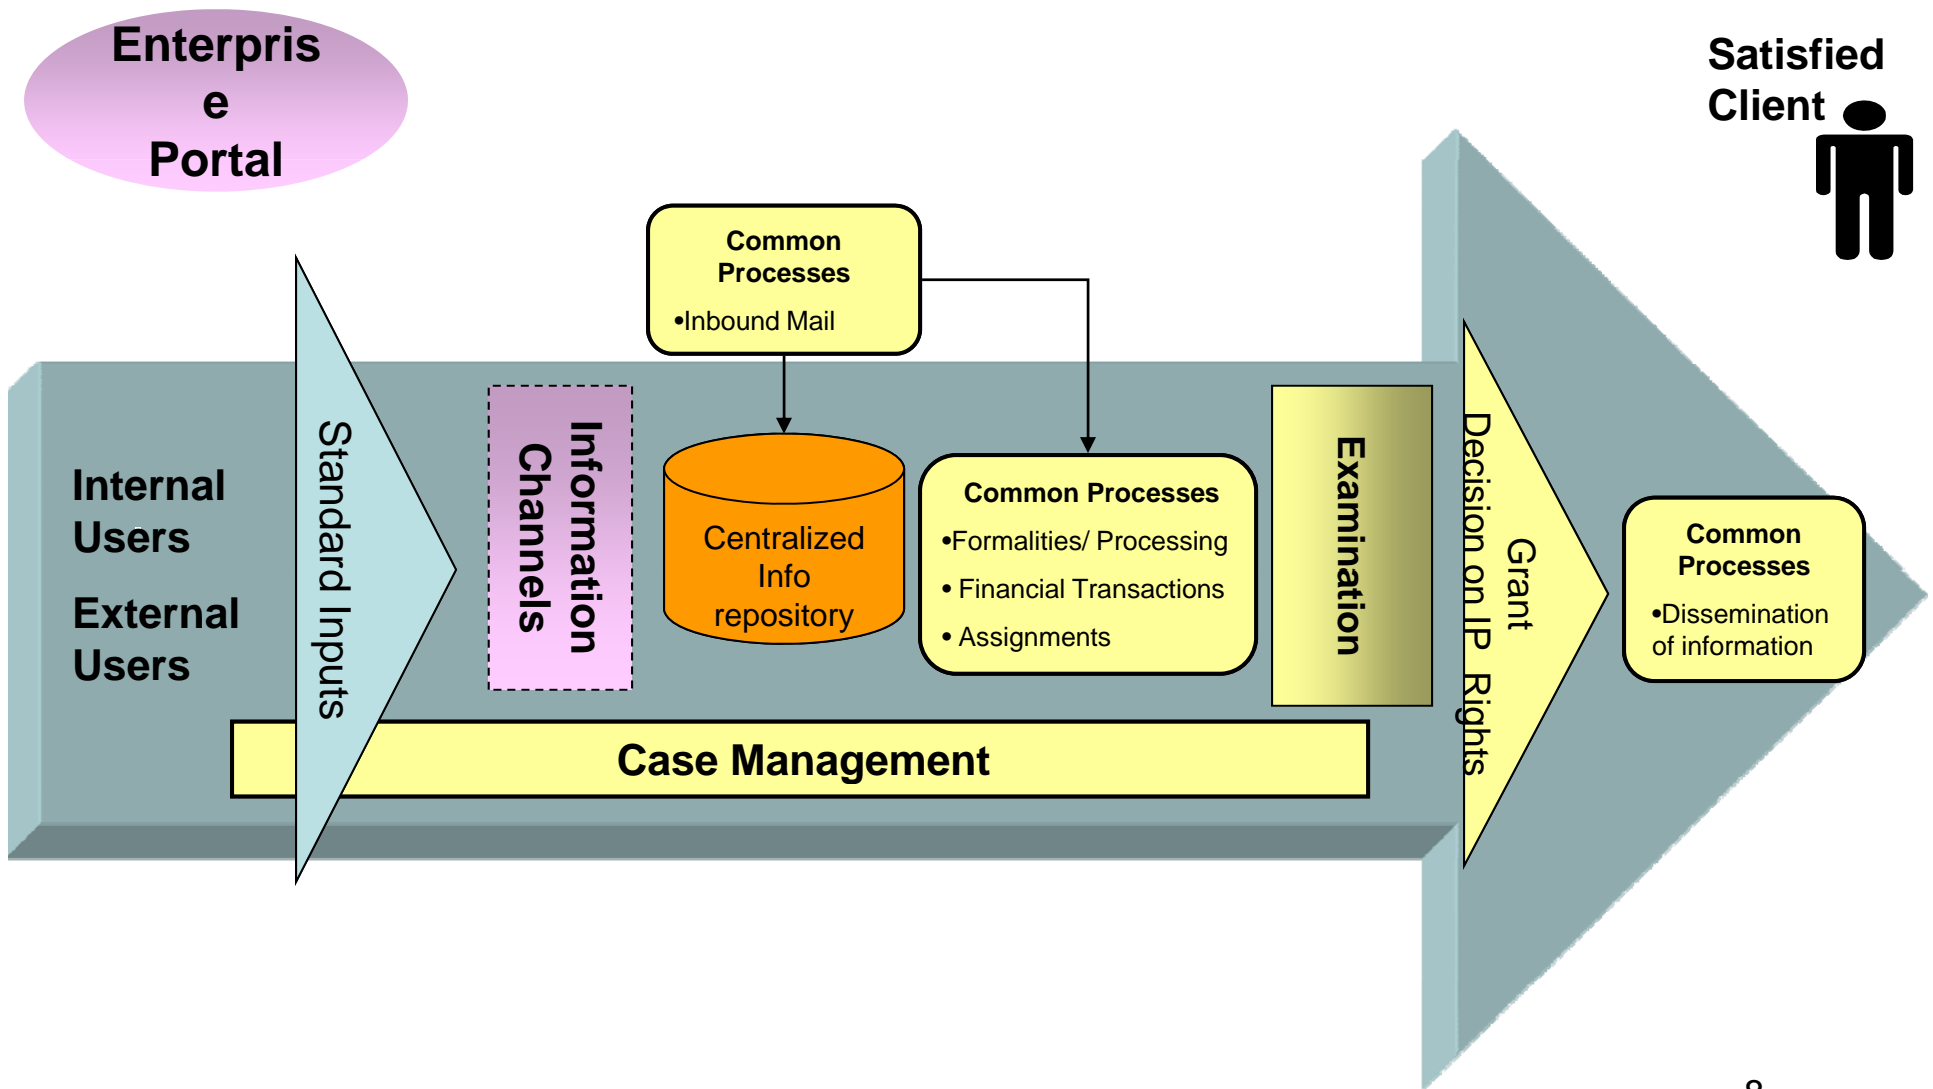 Enterpris
e
Portal
Satisfied
Client
Common
Processes
•Inbound Mail
Internal
Users
External
Users
Standard Inputs
Information
Channels
Centralized
Info
repository
Common Processes
•Formalities/ Processing
• Financial Transactions
• Assignments
Examination
Grant
Decision on IP Rights
Common
Processes
•Dissemination
of information
Case Management
8